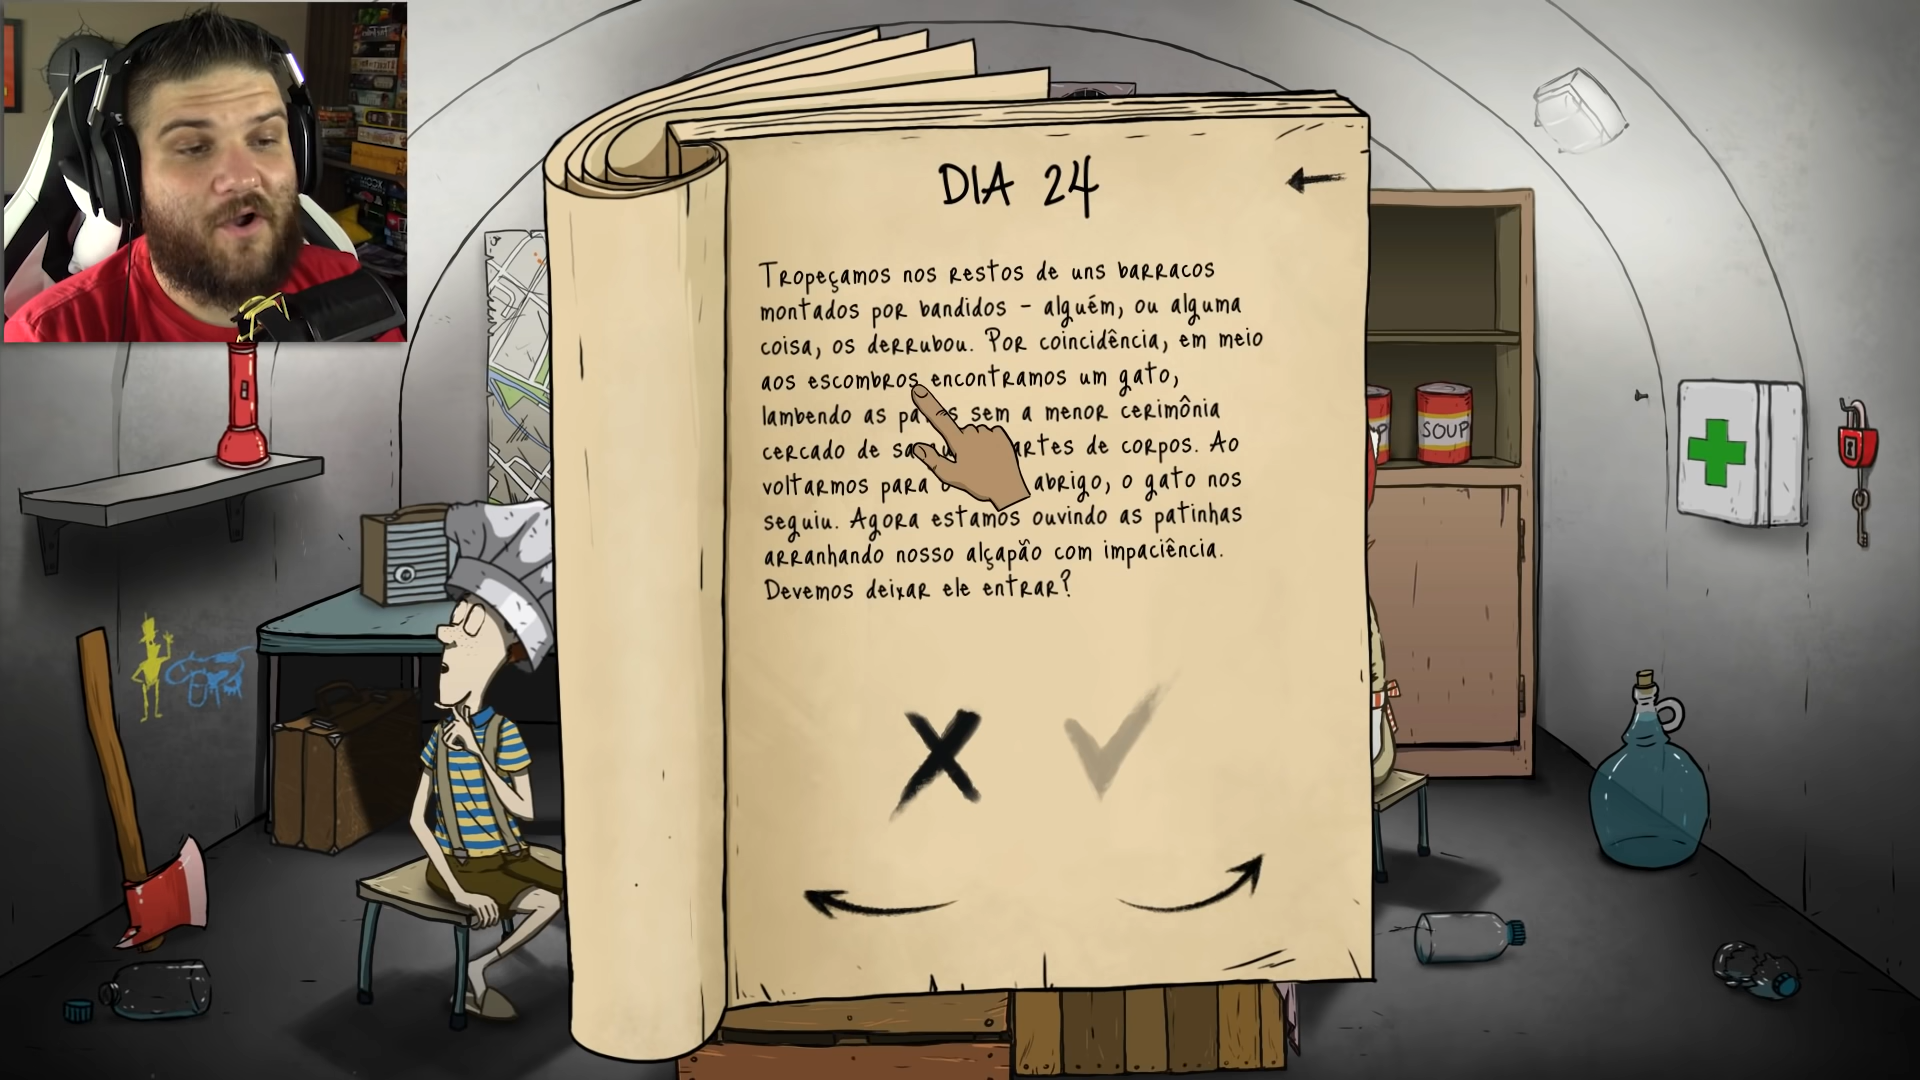 DIA 24
Tropeçamos nos restos de uns barracos
montados por bandidos - alguém, ou alguma
coisa, os derrubou. Por coincidência, em meio
aos escombros encontramos um gato,
lambendo as sem a menor cerimônia
cercado de de corpos. Ao
voltarmos para abrigo, o gato nos
seguiu. Agora estamos ouvindo as patinhas
arranhando nosso alçapão com impaciência.
Devemos deixar ele entrar?
SOUP